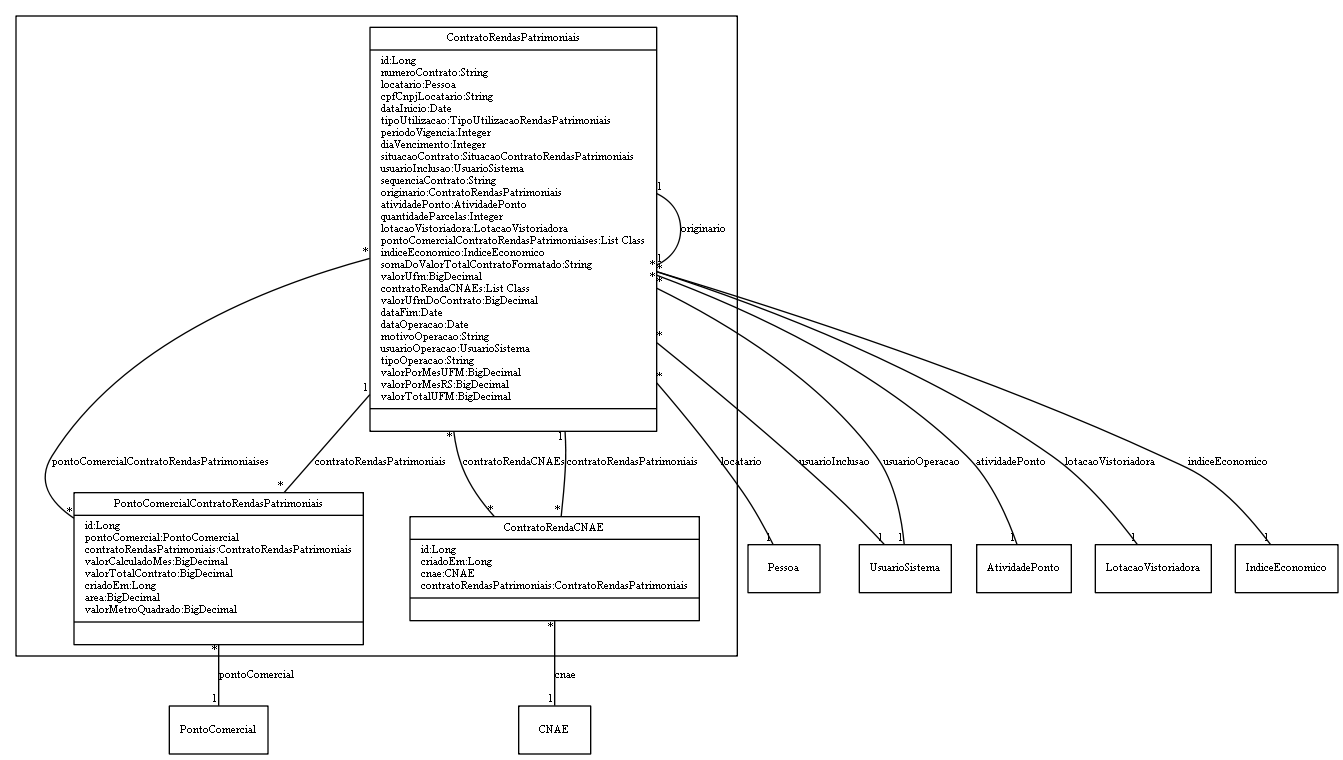 ContratoRendasPatrimoniais
id:Long
numeroContrato:String
locatario:Pessoa
cpfCnpjLocatario:String
dataInicio:Date
tipoUtilizacao:TipoUtilizacaoRendasPatrimoniais
periodoVigencia:Integer
diaVencimento:Integer
situacaoContrato:SituacaoContratoRendasPatrimoniais
usuarioInclusao:UsuarioSistema
sequenciaContrato:String
originario:ContratoRendasPatrimoniais
atividadePonto:AtividadePonto
quantidadeParcelas:Integer
lotacaoVistoriadora:LotacaoVistoriadora
pontoComercialContratoRendasPatrimoniaises:List Class
indiceEconomico:IndiceEconomico
somaDoValorTotalContratoFormatado:String
valorUfm:BigDecimal
contratoRendaCNAEs:List Class
valorUfmDoContrato:BigDecimal
dataFim:Date
dataOperacao:Date
motivoOperacao:String
usuarioOperacao:UsuarioSistema
tipoOperacao:String
valorPorMesUFM:BigDecimal
valorPorMesRS:BigDecimal
valorTotalUFM:BigDecimal
1
originario
1
*
*
*
*
*
*
*
1
*
1
pontoComercialContratoRendasPatrimoniaises
contratoRendasPatrimoniais
contratoRendaCNAEs
contratoRendasPatrimoniais
locatario
usuarioInclusao
usuarioOperacao
atividadePonto
lotacaoVistoriadora
indiceEconomico
*
*
*
*
PontoComercialContratoRendasPatrimoniais
id:Long
pontoComercial:PontoComercial
contratoRendasPatrimoniais:ContratoRendasPatrimoniais
valorCalculadoMes:BigDecimal
valorTotalContrato:BigDecimal
criadoEm:Long
area:BigDecimal
valorMetroQuadrado:BigDecimal
ContratoRendaCNAE
id:Long
criadoEm:Long
cnae:CNAE
contratoRendasPatrimoniais:ContratoRendasPatrimoniais
1
1
1
1
1
1
Pessoa
UsuarioSistema
AtividadePonto
LotacaoVistoriadora
IndiceEconomico
*
*
pontoComercial
cnae
1
1
PontoComercial
CNAE